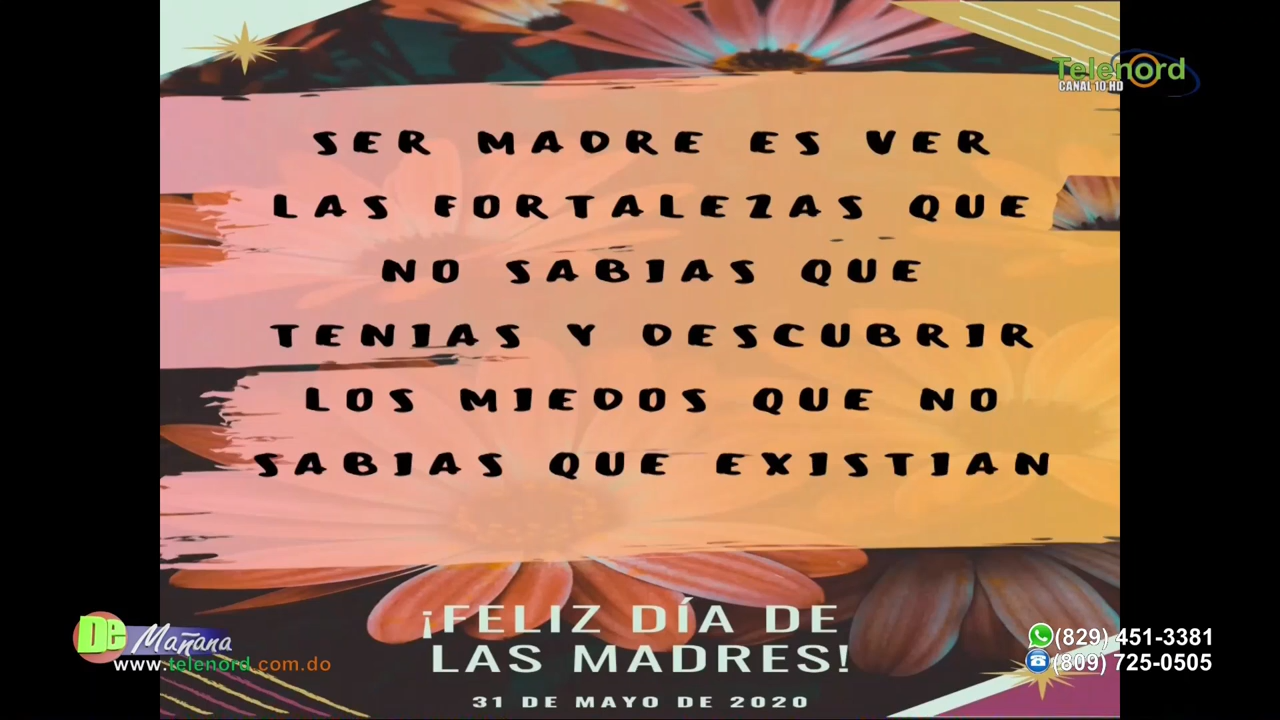 Telenord
CANAL 10 HD
SER MADRE ES VER
LAS FORTALEZAS QUE
NO SABIAS QUE
TENIAS Y DESCUBRIR
LOS MIEDOS QUE NO
SABIAS QUE EXISTIAN
¡FELIZ DÍA DE
LAS MADRES!
31 DE MAYO DE 2020
De Mañana
www.telenord.com.do
(829) 451-3381
(809) 725-0505